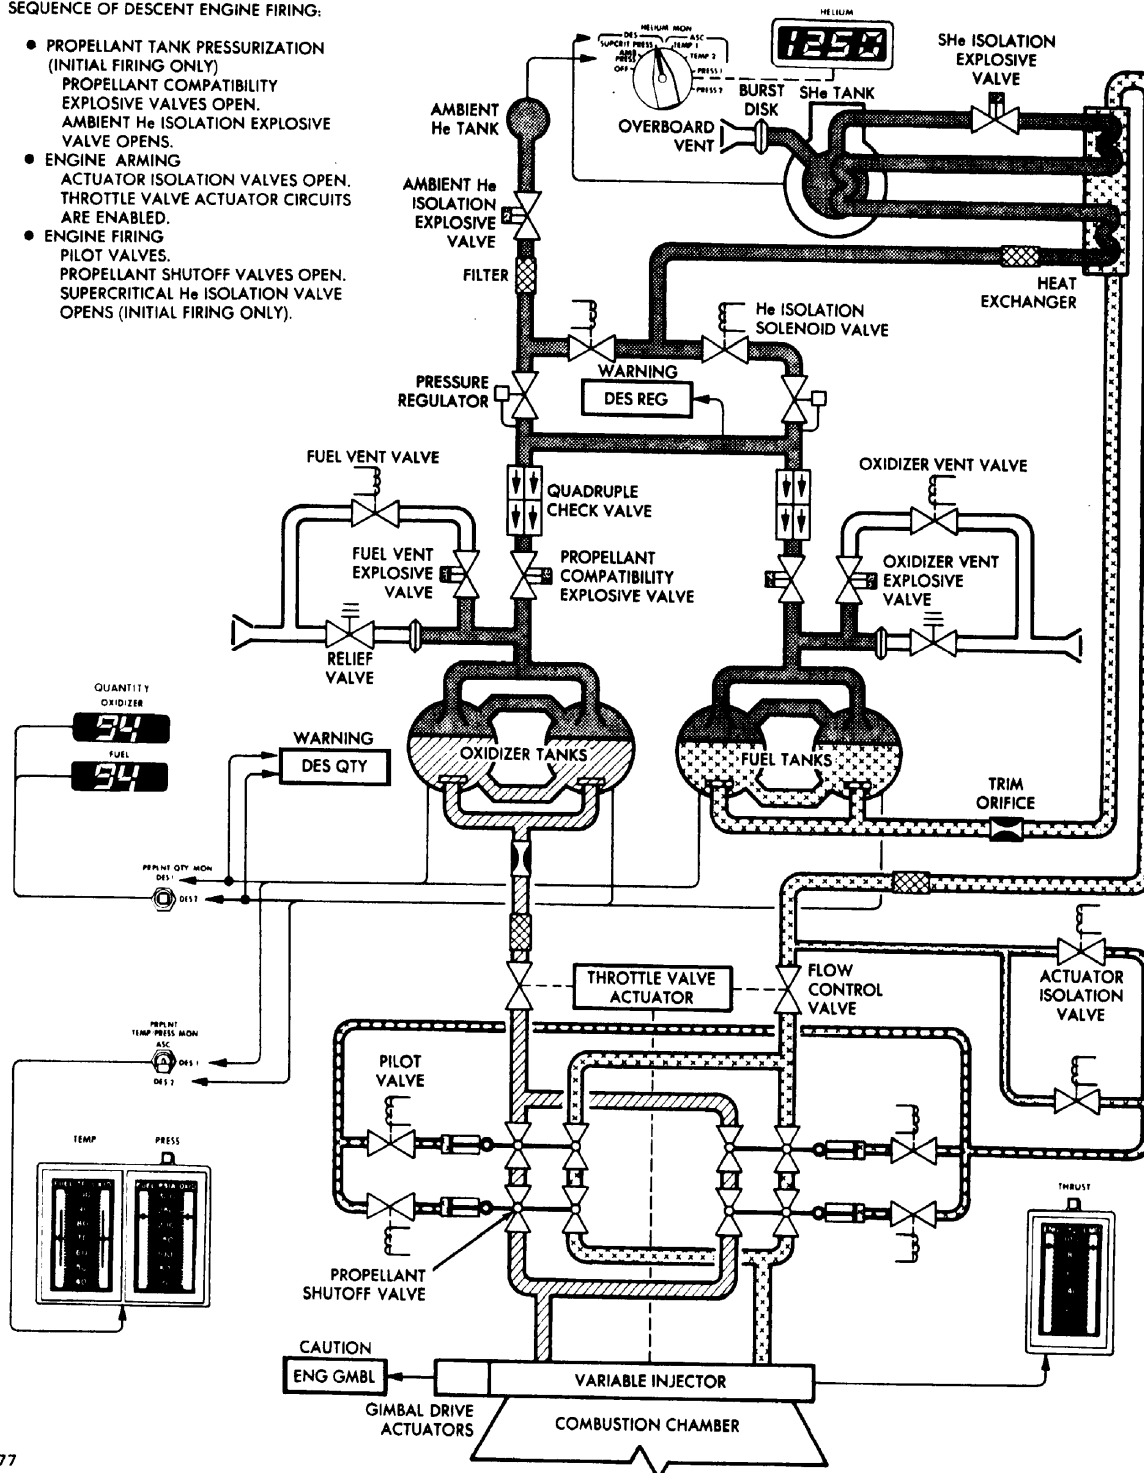 SEQUENCE OF DESCENT ENGINE FIRING:
● PROPELLANT TANK PRESSURIZATION
(INITIAL FIRING ONLY)
PROPELLANT COMPATIBILITY
EXPLOSIVE VALVES OPEN.
AMBIENT He ISOLATION EXPLOSIVE
VALVE OPENS.
● ENGINE ARMING
ACTUATOR ISOLATION VALVES OPEN.
THROTTLE VALVE ACTUATOR CIRCUITS
ARE ENABLED.
● ENGINE FIRING
PILOT VALVES.
PROPELLANT SHUTOFF VALVES OPEN.
SUPERCRITICAL He ISOLATION VALVE
OPENS (INITIAL FIRING ONLY).
HELIUM MON
DES
ASC
SUPCRIT PRESS
TEMP 1
AMB
PRESS
TEMP 2
OFF
PRESS 1
PRESS 2
HELIUM
1250
SHe ISOLATION
EXPLOSIVE
VALVE
AMBIENT
He TANK
BURST
DISK
SHe TANK
OVERBOARD
VENT
AMBIENT He
ISOLATION
EXPLOSIVE
VALVE
FILTER
HEAT
EXCHANGER
He ISOLATION
SOLENOID VALVE
PRESSURE
REGULATOR
WARNING
DES REG
FUEL VENT VALVE
OXIDIZER VENT VALVE
QUADRUPLE
CHECK VALVE
FUEL VENT
EXPLOSIVE
VALVE
PROPELLANT
COMPATIBILITY
EXPLOSIVE VALVE
OXIDIZER VENT
EXPLOSIVE
VALVE
RELIEF
VALVE
QUANTITY
OXIDIZER
94
FUEL
94
WARNING
DES QTY
OXIDIZER TANKS
FUEL TANKS
TRIM
ORIFICE
PRPLNT QTY MON
DES 1
DES 2
THROTTLE VALVE
ACTUATOR
FLOW
CONTROL
VALVE
ACTUATOR
ISOLATION
VALVE
PRPLNT
TEMP/PRESS MON
ASC
DES 1
DES 2
PILOT
VALVE
TEMP
PRESS
THRUST
PROPELLANT
SHUTOFF VALVE
CAUTION
ENG GMBL
GIMBAL DRIVE
ACTUATORS
VARIABLE INJECTOR
COMBUSTION CHAMBER
77